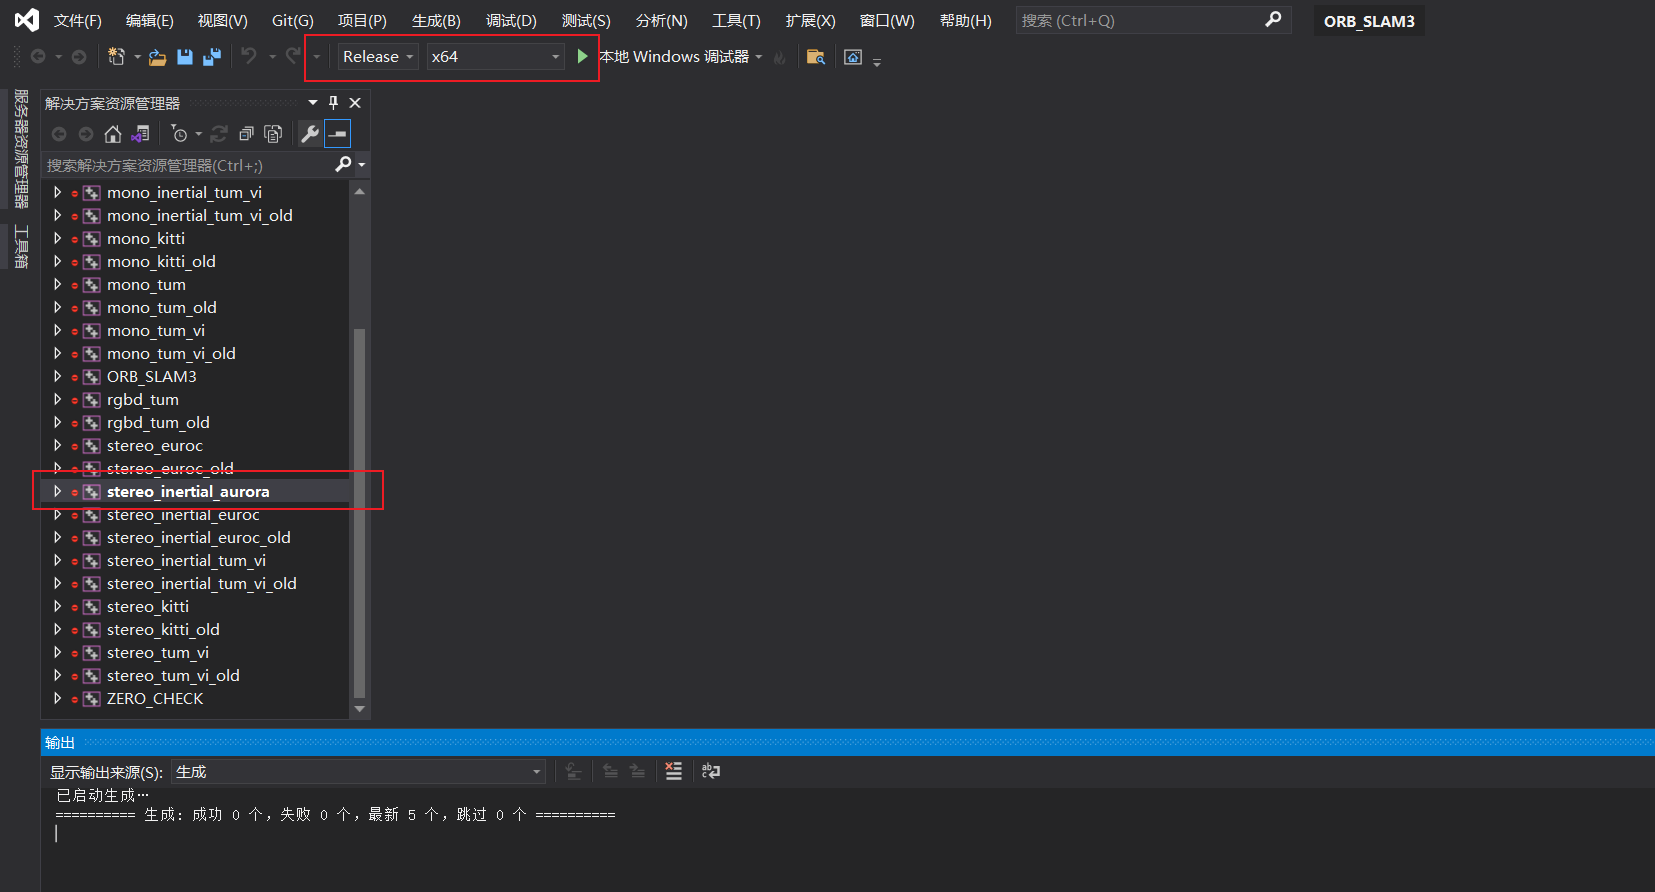 文件(F) 编辑(E) 视图(V) Git(G) 项目(P) 生成(B) 调试(D) 测试(S) 分析(N) 工具(T) 扩展(X) 窗口(W) 帮助(H) 搜索 (Ctrl+Q) ORB_SLAM3
Release x64 本地 Windows 调试器
服务器资源管理器
工具箱
解决方案资源管理器
搜索解决方案资源管理器(Ctrl+;)
mono_inertial_tum_vi
mono_inertial_tum_vi_old
mono_kitti
mono_kitti_old
mono_tum
mono_tum_old
mono_tum_vi
mono_tum_vi_old
ORB_SLAM3
rgbd_tum
rgbd_tum_old
stereo_euroc
stereo_euroc_old
stereo_inertial_aurora
stereo_inertial_euroc
stereo_inertial_euroc_old
stereo_inertial_tum_vi
stereo_inertial_tum_vi_old
stereo_kitti
stereo_kitti_old
stereo_tum_vi
stereo_tum_vi_old
ZERO_CHECK
输出
显示输出来源(S): 生成
已启动生成…
========== 生成: 成功 0 个，失败 0 个，最新 5 个，跳过 0 个 ==========